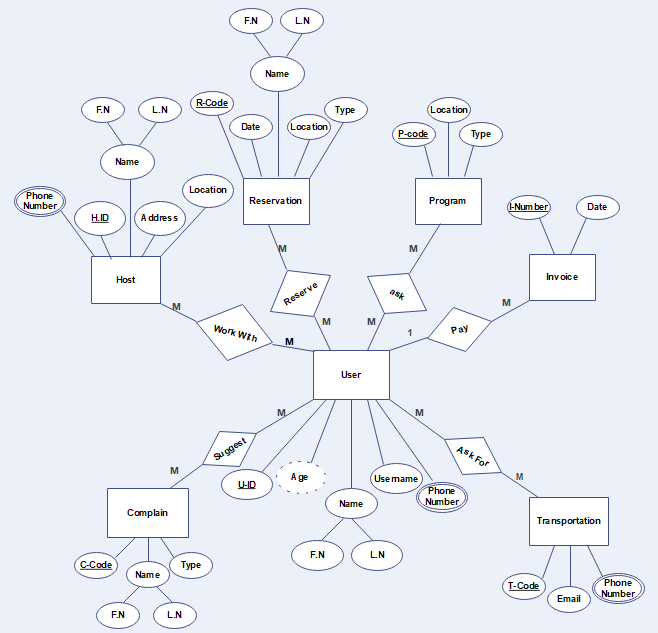 F.N
L.N
Name
R-Code
Date
Location
Type
Reservation
F.N
L.N
Name
Phone
Number
H.ID
Address
Location
Host
P-code
Location
Type
Program
I-Number
Date
Invoice
M
M
M
M
Reserve
ask
Work With
Pay
M
M
M
1
M
User
M
M
Suggest
Ask For
M
M
U-ID
Age
Name
Username
Phone
Number
F.N
L.N
Complain
C-Code
Name
Type
F.N
L.N
Transportation
T-Code
Email
Phone
Number